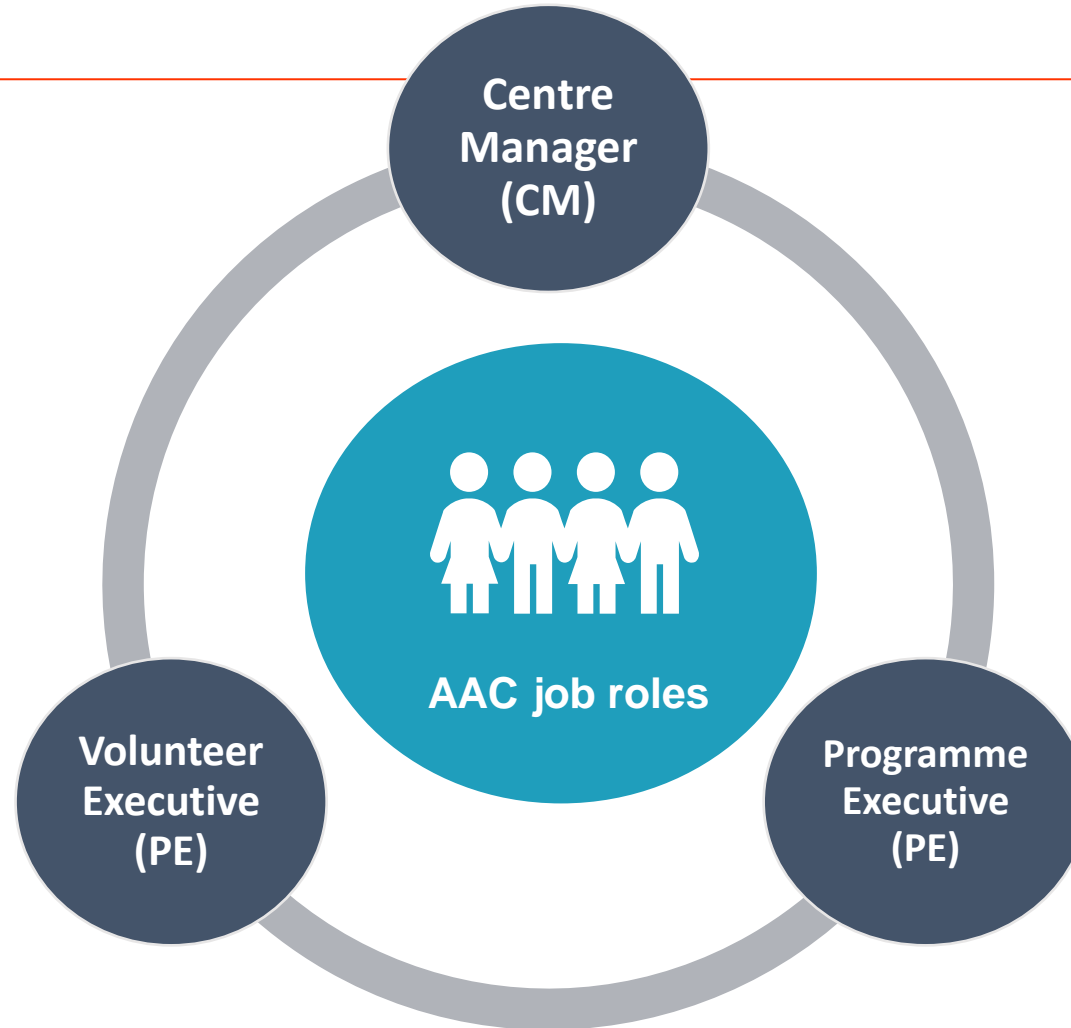 Centre
Manager
(CM)
AAC job roles
Volunteer
Executive
(PE)
Programme
Executive
(PE)